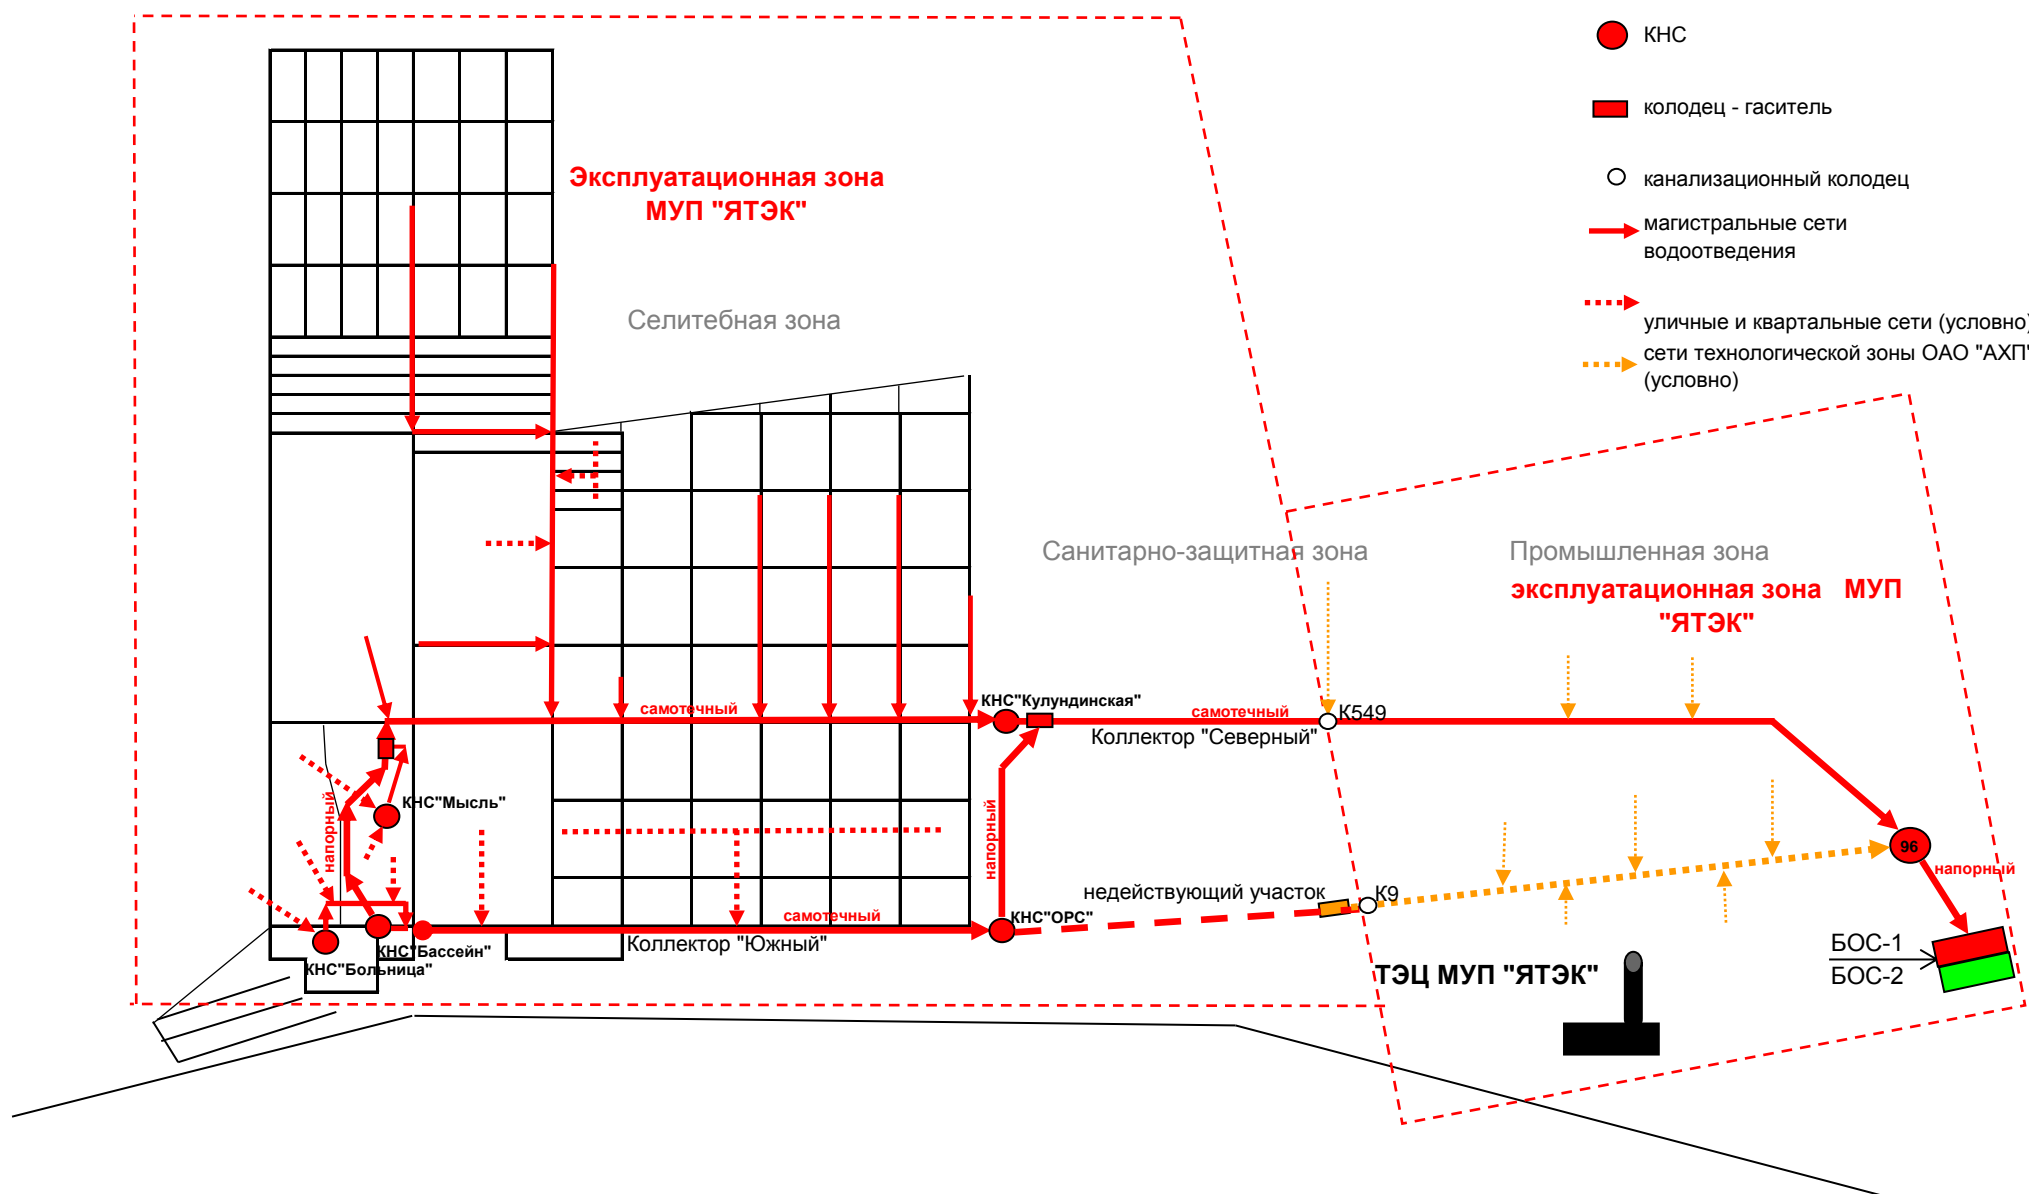 КНС
колодец - гаситель
Эксплуатационная зона
МУП "ЯТЭК"
канализационный колодец
магистральные сети
водоотведения
Селитебная зона
уличные и квартальные сети (условно)
сети технологической зоны ОАО "АХП"
(условно)
Санитарно-защитная зона
Промышленная зона
эксплуатационная зона МУП
"ЯТЭК"
КНС"Кулундинская"
самотечный
самотечный
К549
Коллектор "Северный"
КНС"Мысль"
напорный
напорный
96
напорный
недействующий участок
К9
самотечный
КНС"ОРС"
Коллектор "Южный"
КНС"Бассейн"
КНС"Больница"
ТЭЦ МУП "ЯТЭК"
БОС-1
БОС-2